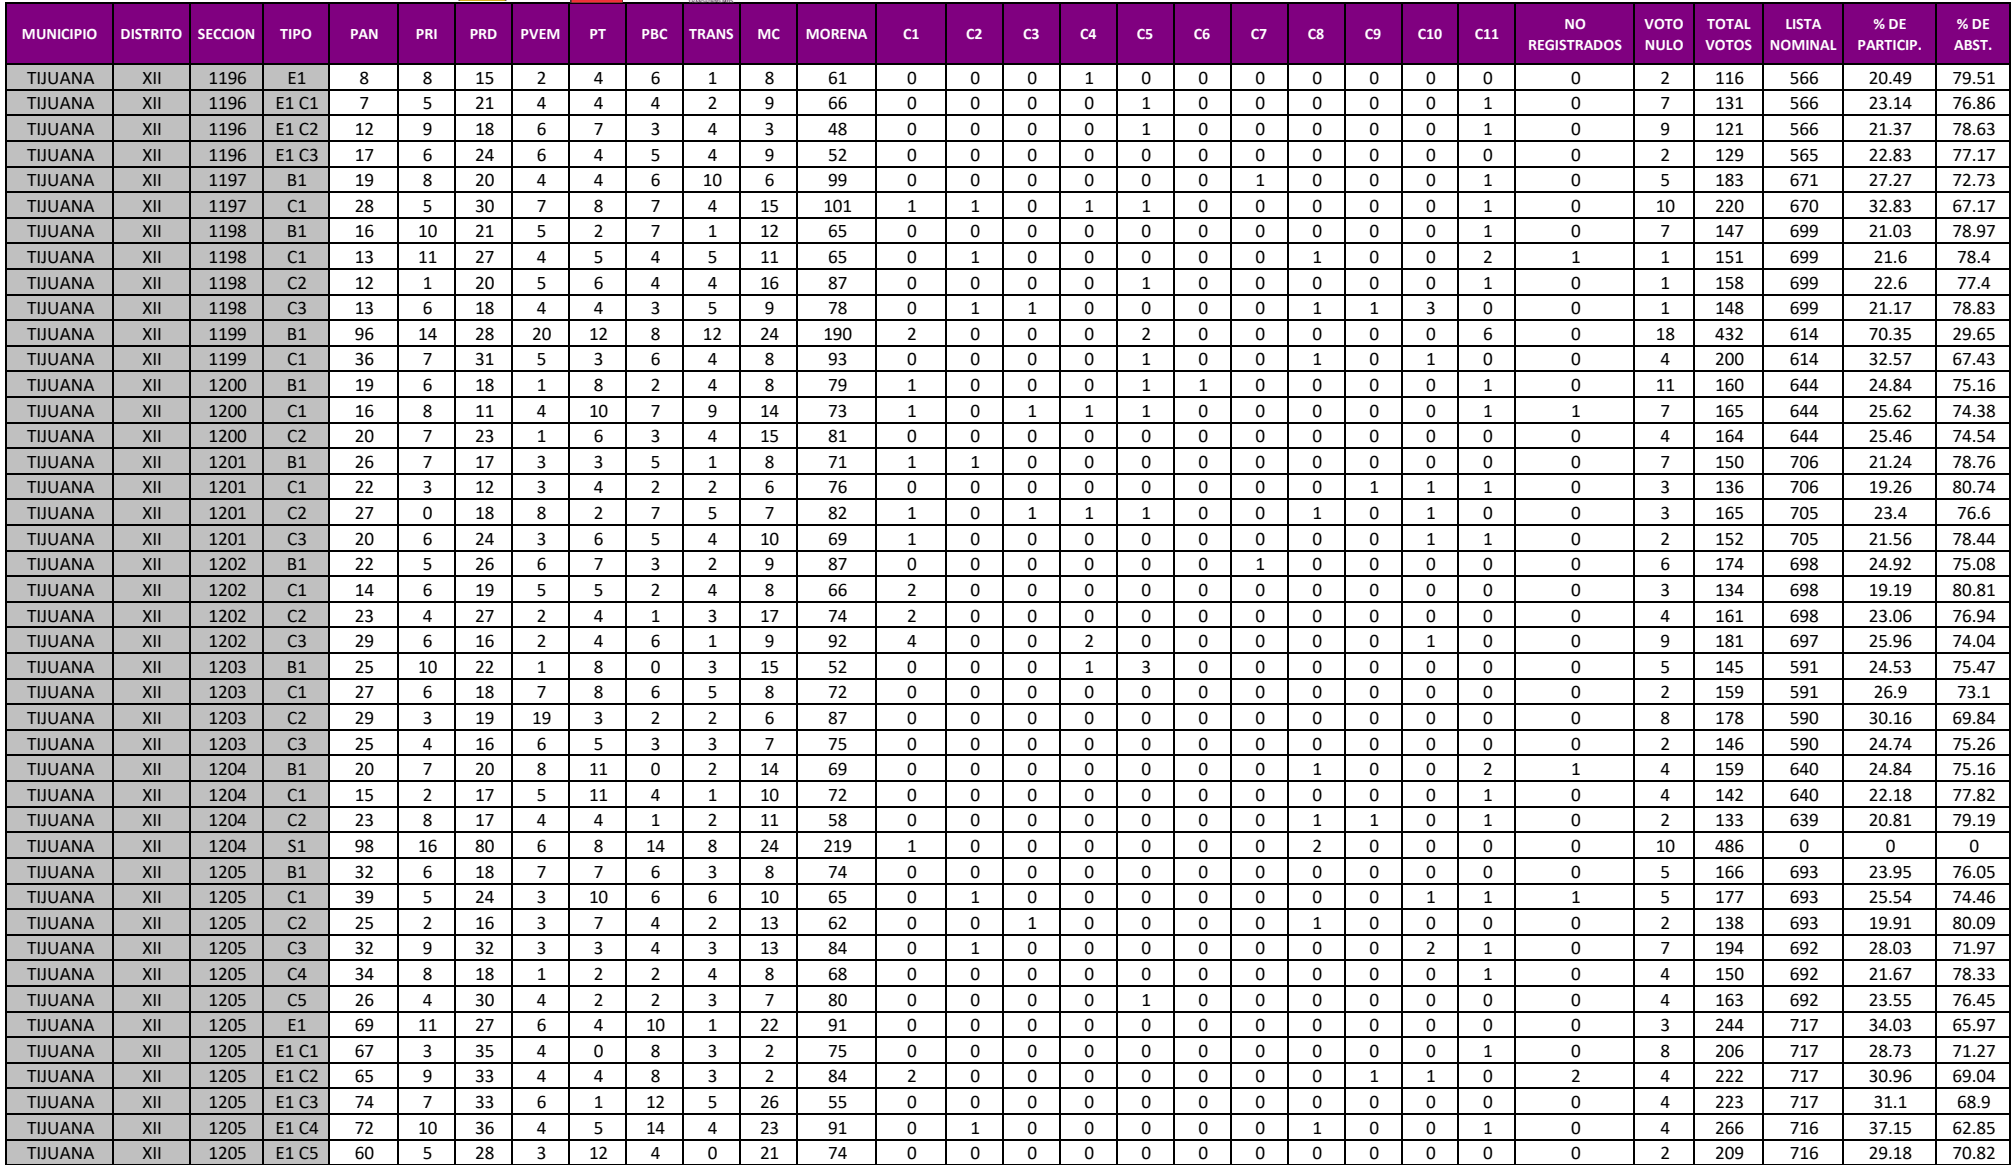 MUNICIPIO DISTRITO SECCION TIPO PAN PRI PRD PVEM PT PBC TRANS MC MORENA C1 C2 C3 C4 C5 C6 C7 C8 C9 C10 C11 NO REGISTRADOS VOTO NULO TOTAL VOTOS LISTA NOMINAL % DE PARTICIP. % DE ABST.
TIJUANA XII 1196 E1 8 8 15 2 4 6 1 8 61 0 0 0 1 0 0 0 0 0 0 0 0 2 116 566 20.49 79.51
TIJUANA XII 1196 E1 C1 7 5 21 4 4 4 2 9 66 0 0 0 0 1 0 0 0 0 0 1 0 7 131 566 23.14 76.86
TIJUANA XII 1196 E1 C2 12 9 18 6 7 3 4 3 48 0 0 0 0 1 0 0 0 0 0 1 0 9 121 566 21.37 78.63
TIJUANA XII 1196 E1 C3 17 6 24 6 4 5 4 9 52 0 0 0 0 0 0 0 0 0 0 0 0 2 129 565 22.83 77.17
TIJUANA XII 1197 B1 19 8 20 4 4 6 10 6 99 0 0 0 0 0 0 1 0 0 0 1 0 5 183 671 27.27 72.73
TIJUANA XII 1197 C1 28 5 30 7 8 7 4 15 101 1 1 0 1 1 0 0 0 0 0 1 0 10 220 670 32.83 67.17
TIJUANA XII 1198 B1 16 10 21 5 2 7 1 12 65 0 0 0 0 0 0 0 0 0 0 1 0 7 147 699 21.03 78.97
TIJUANA XII 1198 C1 13 11 27 4 5 4 5 11 65 0 1 0 0 0 0 0 1 0 0 2 1 1 151 699 21.6 78.4
TIJUANA XII 1198 C2 12 1 20 5 6 4 4 16 87 0 0 0 0 1 0 0 0 0 0 1 0 1 158 699 22.6 77.4
TIJUANA XII 1198 C3 13 6 18 4 4 3 5 9 78 0 1 1 0 0 0 0 1 1 3 0 0 1 148 699 21.17 78.83
TIJUANA XII 1199 B1 96 14 28 20 12 8 12 24 190 2 0 0 0 2 0 0 0 0 0 6 0 18 432 614 70.35 29.65
TIJUANA XII 1199 C1 36 7 31 5 3 6 4 8 93 0 0 0 0 1 0 0 1 0 1 0 0 4 200 614 32.57 67.43
TIJUANA XII 1200 B1 19 6 18 1 8 2 4 8 79 1 0 0 0 1 1 0 0 0 0 1 0 11 160 644 24.84 75.16
TIJUANA XII 1200 C1 16 8 11 4 10 7 9 14 73 1 0 1 1 1 0 0 0 0 0 1 1 7 165 644 25.62 74.38
TIJUANA XII 1200 C2 20 7 23 1 6 3 4 15 81 0 0 0 0 0 0 0 0 0 0 0 0 4 164 644 25.46 74.54
TIJUANA XII 1201 B1 26 7 17 3 3 5 1 8 71 1 1 0 0 0 0 0 0 0 0 0 0 7 150 706 21.24 78.76
TIJUANA XII 1201 C1 22 3 12 3 4 2 2 6 76 0 0 0 0 0 0 0 0 1 1 1 0 3 136 706 19.26 80.74
TIJUANA XII 1201 C2 27 0 18 8 2 7 5 7 82 1 0 1 1 1 0 0 1 0 1 0 0 3 165 705 23.4 76.6
TIJUANA XII 1201 C3 20 6 24 3 6 5 4 10 69 1 0 0 0 0 0 0 0 0 1 1 0 2 152 705 21.56 78.44
TIJUANA XII 1202 B1 22 5 26 6 7 3 2 9 87 0 0 0 0 0 0 1 0 0 0 0 0 6 174 698 24.92 75.08
TIJUANA XII 1202 C1 14 6 19 5 5 2 4 8 66 2 0 0 0 0 0 0 0 0 0 0 0 3 134 698 19.19 80.81
TIJUANA XII 1202 C2 23 4 27 2 4 1 3 17 74 2 0 0 0 0 0 0 0 0 0 0 0 4 161 698 23.06 76.94
TIJUANA XII 1202 C3 29 6 16 2 4 6 1 9 92 4 0 0 2 0 0 0 0 0 1 0 0 9 181 697 25.96 74.04
TIJUANA XII 1203 B1 25 10 22 1 8 0 3 15 52 0 0 0 1 3 0 0 0 0 0 0 0 5 145 591 24.53 75.47
TIJUANA XII 1203 C1 27 6 18 7 8 6 5 8 72 0 0 0 0 0 0 0 0 0 0 0 0 2 159 591 26.9 73.1
TIJUANA XII 1203 C2 29 3 19 19 3 2 2 6 87 0 0 0 0 0 0 0 0 0 0 0 0 8 178 590 30.16 69.84
TIJUANA XII 1203 C3 25 4 16 6 5 3 3 7 75 0 0 0 0 0 0 0 0 0 0 0 0 2 146 590 24.74 75.26
TIJUANA XII 1204 B1 20 7 20 8 11 0 2 14 69 0 0 0 0 0 0 0 1 0 0 2 1 4 159 640 24.84 75.16
TIJUANA XII 1204 C1 15 2 17 5 11 4 1 10 72 0 0 0 0 0 0 0 0 0 0 1 0 4 142 640 22.18 77.82
TIJUANA XII 1204 C2 23 8 17 4 4 1 2 11 58 0 0 0 0 0 0 0 1 1 0 1 0 2 133 639 20.81 79.19
TIJUANA XII 1204 S1 98 16 80 6 8 14 8 24 219 1 0 0 0 0 0 0 2 0 0 0 0 10 486 0 0 0
TIJUANA XII 1205 B1 32 6 18 7 7 6 3 8 74 0 0 0 0 0 0 0 0 0 0 0 0 5 166 693 23.95 76.05
TIJUANA XII 1205 C1 39 5 24 3 10 6 6 10 65 0 1 0 0 0 0 0 0 0 1 1 1 5 177 693 25.54 74.46
TIJUANA XII 1205 C2 25 2 16 3 7 4 2 13 62 0 0 1 0 0 0 0 1 0 0 0 0 2 138 693 19.91 80.09
TIJUANA XII 1205 C3 32 9 32 3 3 4 3 13 84 0 1 0 0 0 0 0 0 0 2 1 0 7 194 692 28.03 71.97
TIJUANA XII 1205 C4 34 8 18 1 2 2 4 8 68 0 0 0 0 0 0 0 0 0 0 1 0 4 150 692 21.67 78.33
TIJUANA XII 1205 C5 26 4 30 4 2 2 3 7 80 0 0 0 0 1 0 0 0 0 0 0 0 4 163 692 23.55 76.45
TIJUANA XII 1205 E1 69 11 27 6 4 10 1 22 91 0 0 0 0 0 0 0 0 0 0 0 0 3 244 717 34.03 65.97
TIJUANA XII 1205 E1 C1 67 3 35 4 0 8 3 2 75 0 0 0 0 0 0 0 0 0 0 1 0 8 206 717 28.73 71.27
TIJUANA XII 1205 E1 C2 65 9 33 4 4 8 3 2 84 2 0 0 0 0 0 0 0 1 1 0 2 4 222 717 30.96 69.04
TIJUANA XII 1205 E1 C3 74 7 33 6 1 12 5 26 55 0 0 0 0 0 0 0 0 0 0 0 0 4 223 717 31.1 68.9
TIJUANA XII 1205 E1 C4 72 10 36 4 5 14 4 23 91 0 1 0 0 0 0 0 1 0 0 1 0 4 266 716 37.15 62.85
TIJUANA XII 1205 E1 C5 60 5 28 3 12 4 0 21 74 0 0 0 0 0 0 0 0 0 0 0 0 2 209 716 29.18 70.82